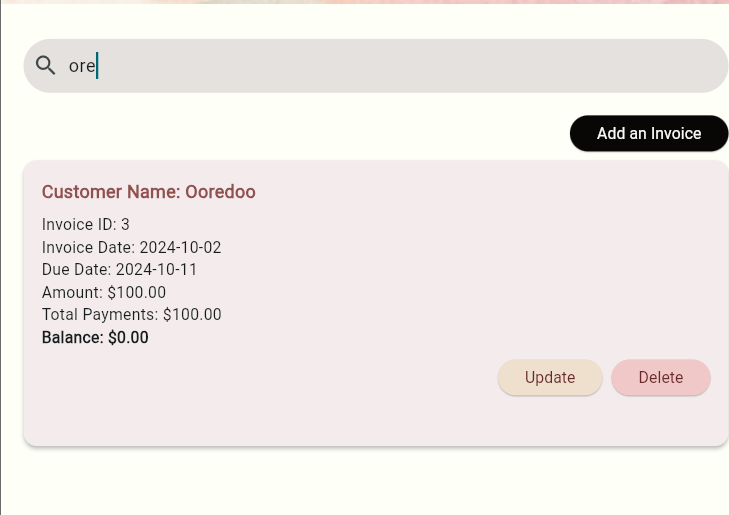 ore
Add an Invoice
Customer Name: Ooredoo
Invoice ID: 3
Invoice Date: 2024-10-02
Due Date: 2024-10-11
Amount: $100.00
Total Payments: $100.00
Balance: $0.00
Update Delete